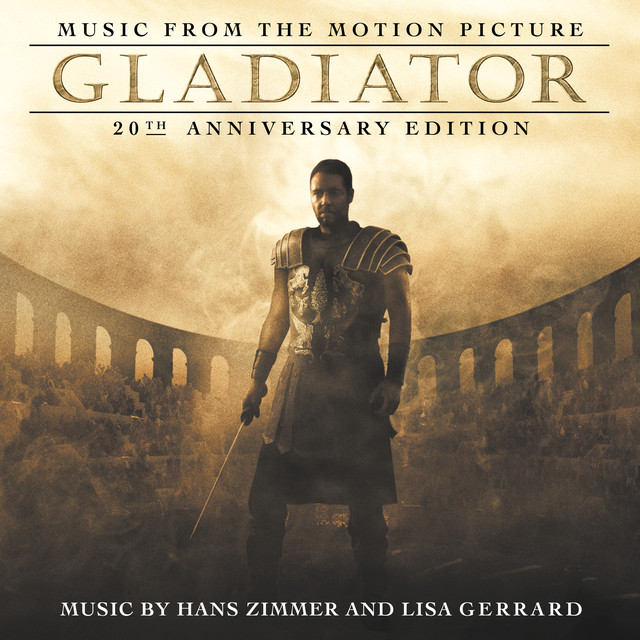 MUSIC FROM THE MOTION PICTURE
GLADIATOR
20TH ANNIVERSARY EDITION
MUSIC BY HANS ZIMMER AND LISA GERRARD